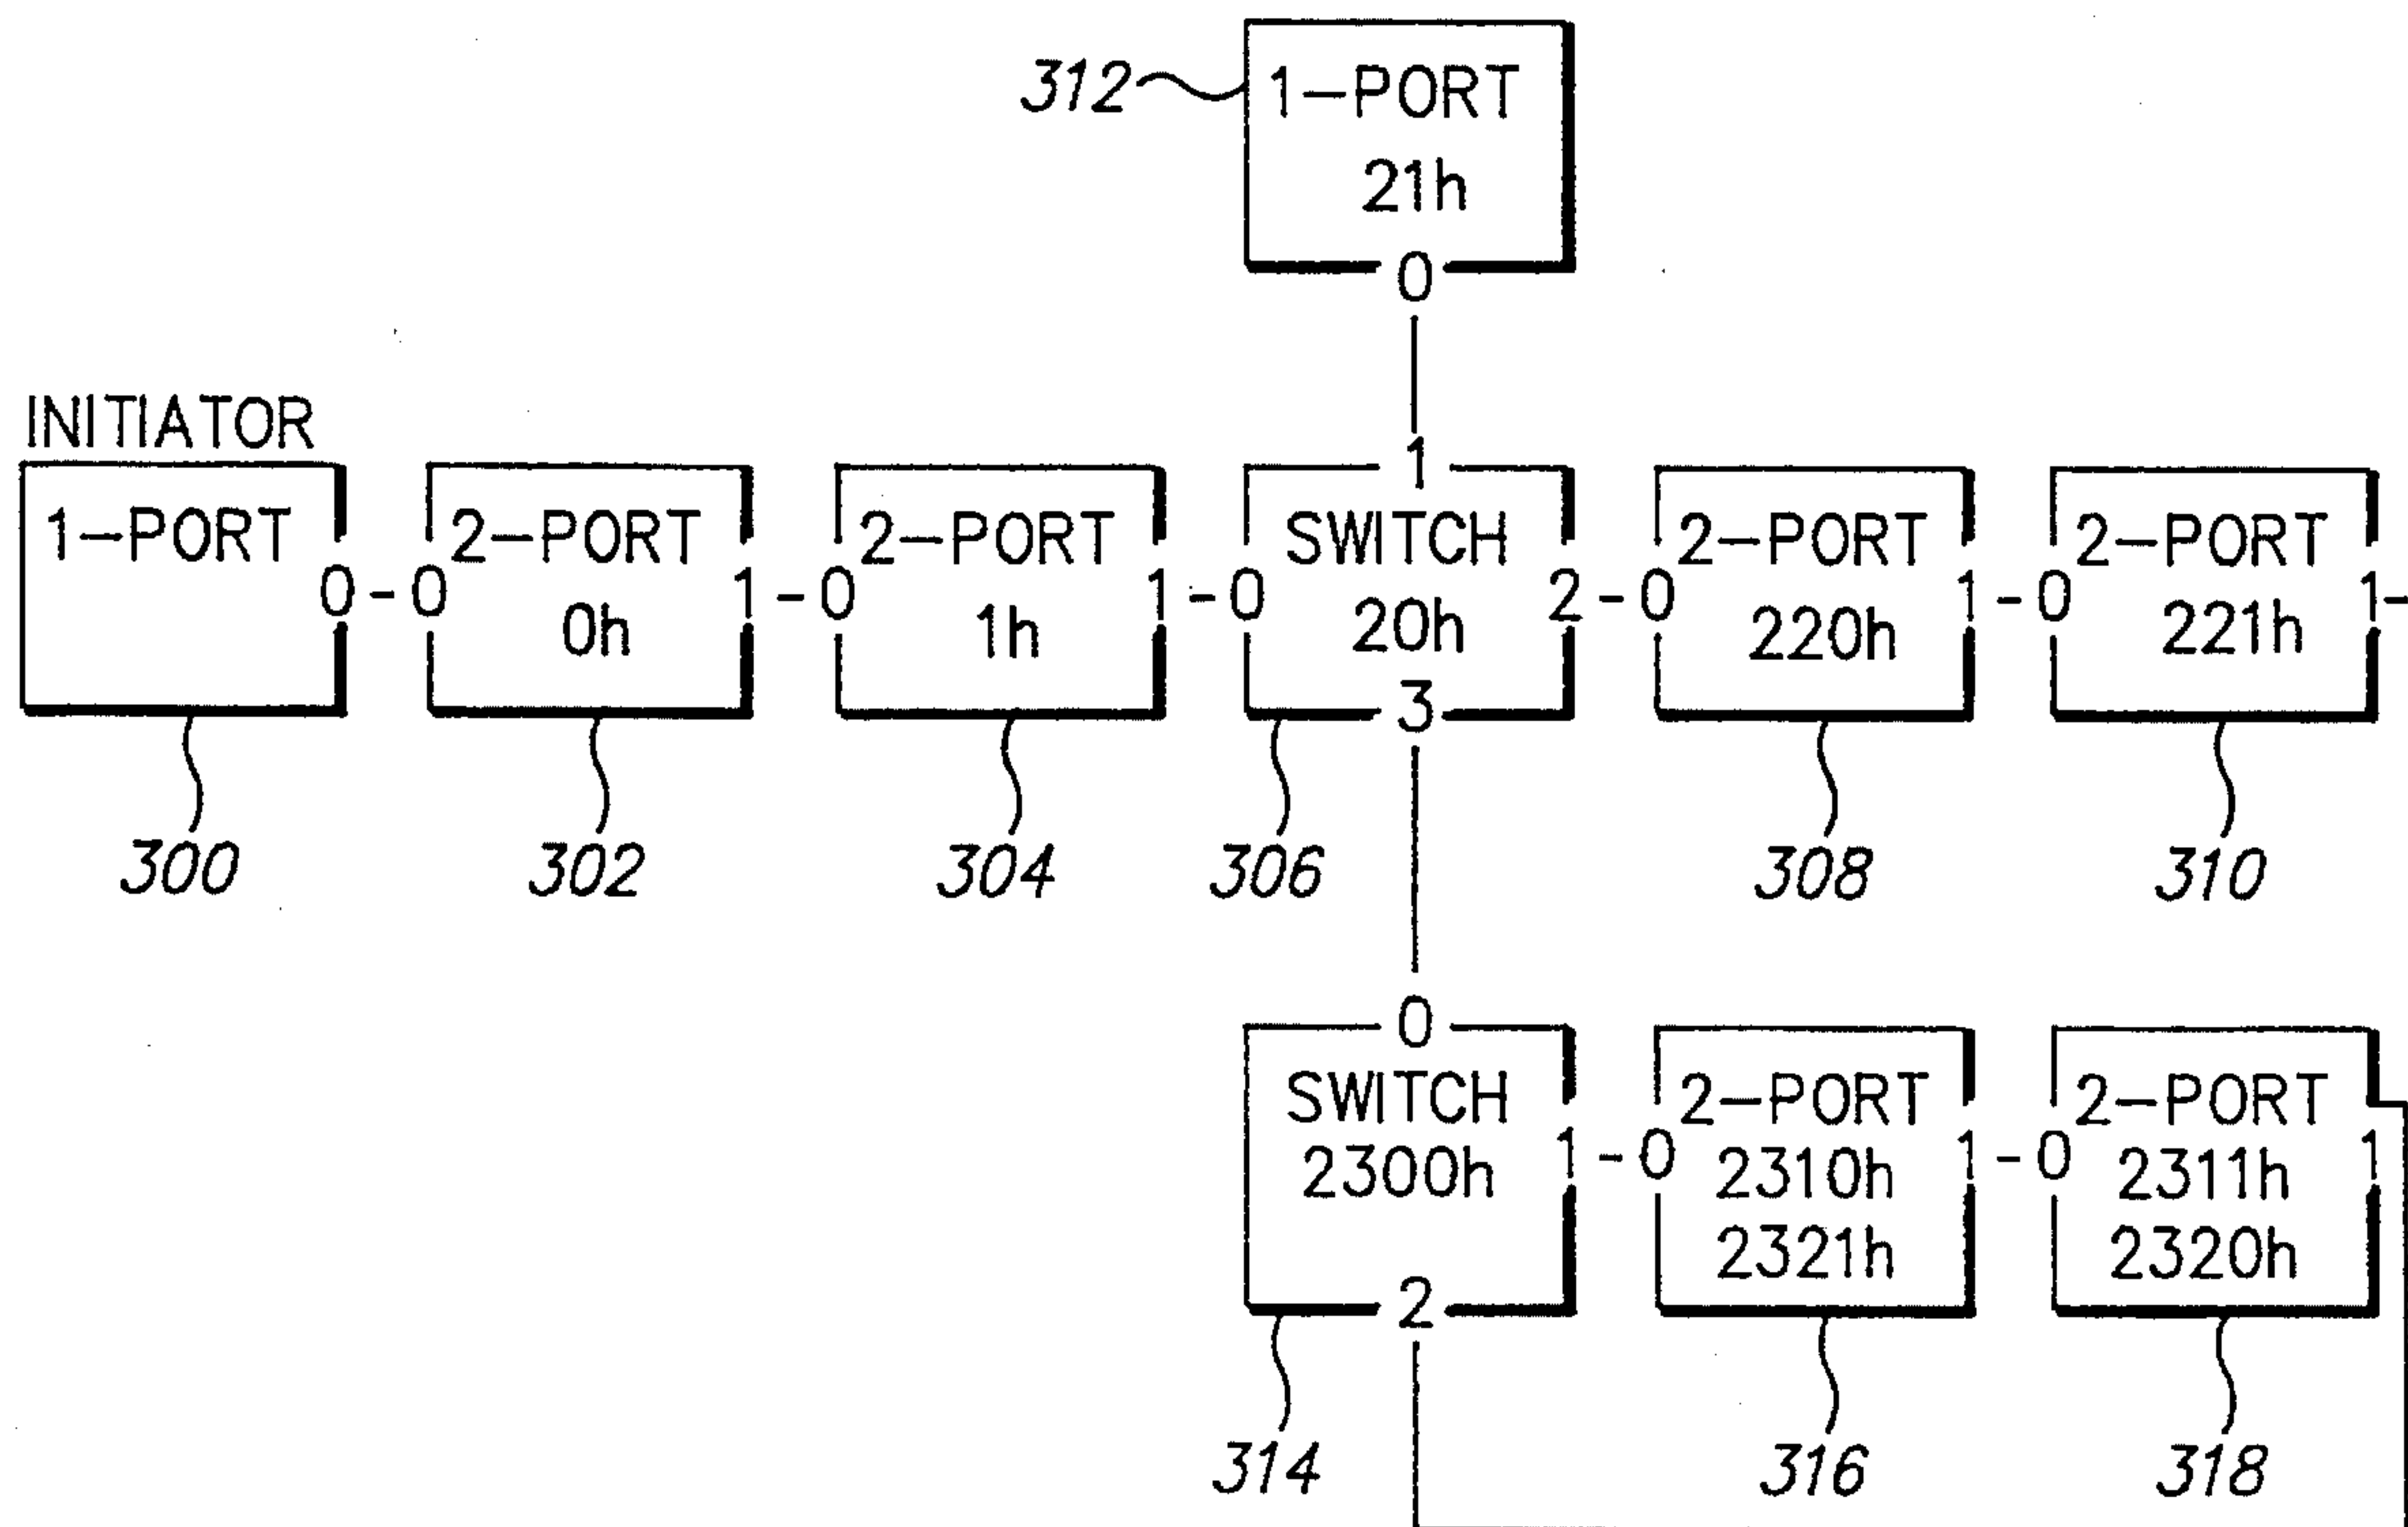 312
1-PORT
21h
0
INITIATOR
1-PORT
0-0
2-PORT
0h
1-0
2-PORT
1h
1-0
1
SWITCH
20h
3
2-0
2-PORT
220h
1-0
2-PORT
221h
1-
300
302
304
306
308
310
0
SWITCH
2300h
2
1-0
2-PORT
2310h
2321h
1-0
2-PORT
2311h
2320h
1
314
316
318